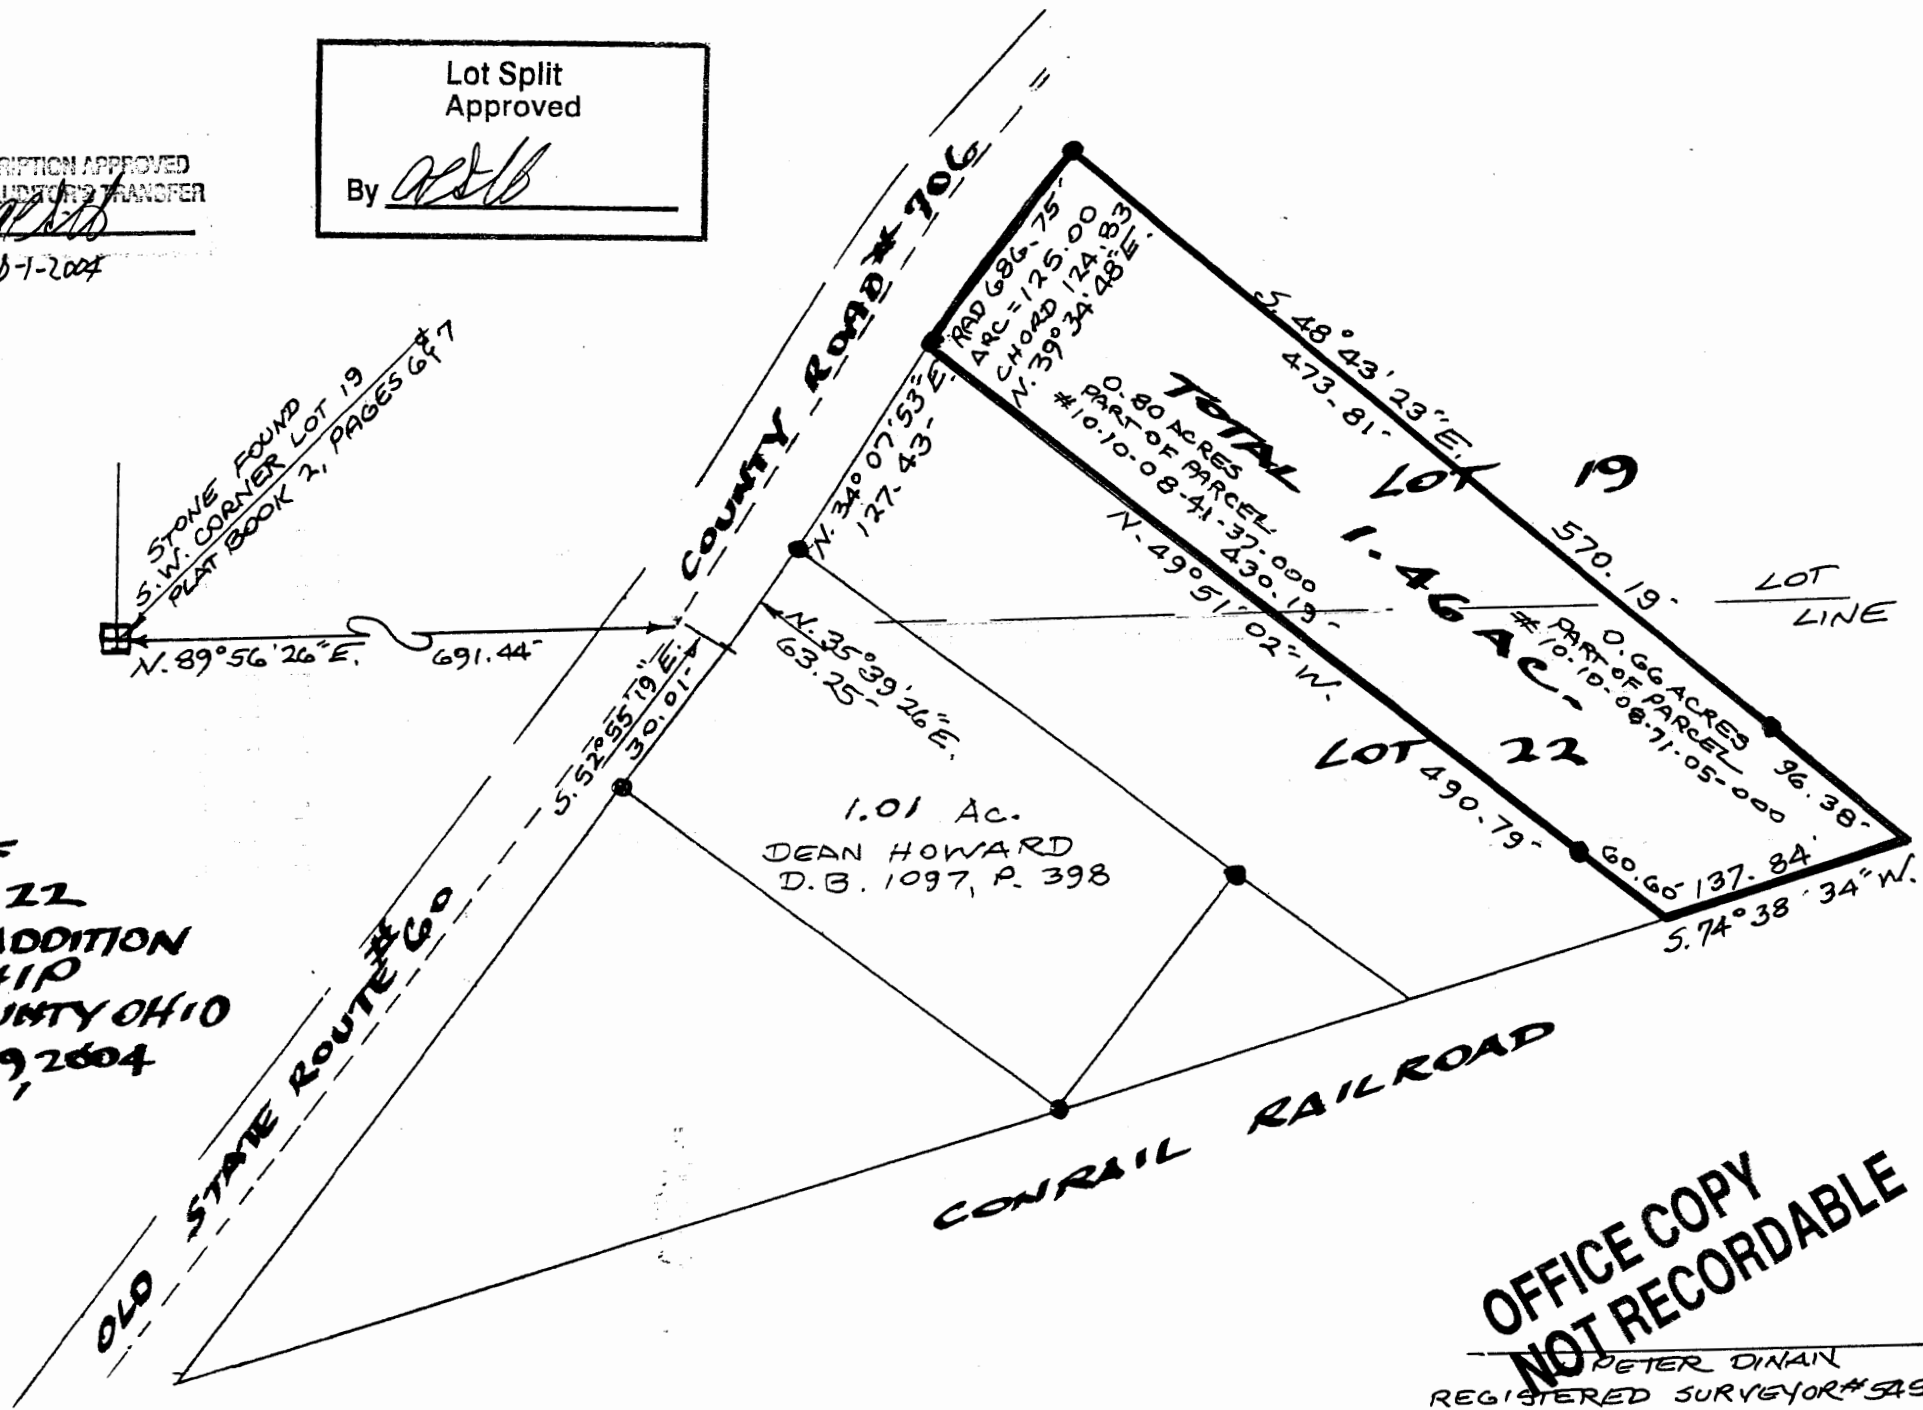 Lot Split
Approved
By
RIPTION APPROVED
AUDITOR'S TRANSFER
-1-2004
STONE FOUND
S.W. CORNER LOT 19
PLAT BOOK 2, PAGES 6 & 7
N. 89° 56' 26" E.
691.44'
COUNTY ROAD # 706
RAD 686.75'
ARC = 125.00
CHORD 124.83
N. 39° 34' 48" E.
N. 34° 07' 53" E.
127.43'
S. 48° 43' 23" E.
473.81'
TOTAL
1.46 AC.
0.80 ACRES
PART OF PARCEL
#10-10-08-41-37-000
430.19'
N. 49° 51' 02" W.
LOT 19
570.19'
LOT
LINE
0.66 ACRES
PART OF PARCEL
#10-10-08-71-05-000
96.38'
LOT 22
490.79'
60.60'
137.84'
S. 74° 38' 34" W.
S. 52° 55' 19" E.
30.01'
N. 35° 39' 26" E.
63.25'
1.01 AC.
DEAN HOWARD
D.B. 1097, P. 398
22
ADDITION
HIP
UNTY OHIO
9, 2004
OLD STATE ROUTE # 60
CONRAIL RAILROAD
OFFICE COPY
NOT RECORDABLE
PETER DINAN
REGISTERED SURVEYOR # 545